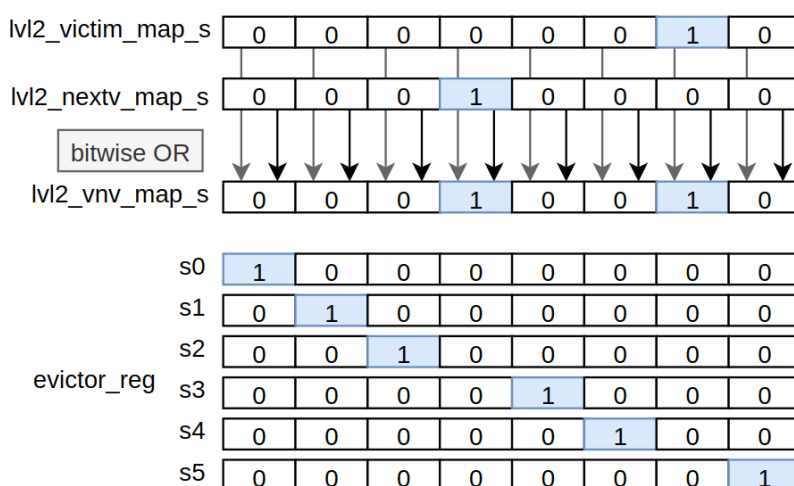 lvl2_victim_map_s 0 0 0 0 0 0 1 0
lvl2_nextv_map_s 0 0 0 1 0 0 0 0
bitwise OR
lvl2_vnv_map_s 0 0 0 1 0 0 1 0
s0 1 0 0 0 0 0 0 0
s1 0 1 0 0 0 0 0 0
s2 0 0 1 0 0 0 0 0
evictor_reg s3 0 0 0 0 1 0 0 0
s4 0 0 0 0 0 1 0 0
s5 0 0 0 0 0 0 0 1